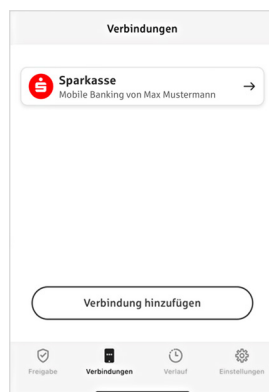 Verbindungen
Sparkasse
Mobile Banking von Max Mustermann
Verbindung hinzufügen
Freigabe Verbindungen Verlauf Einstellungen